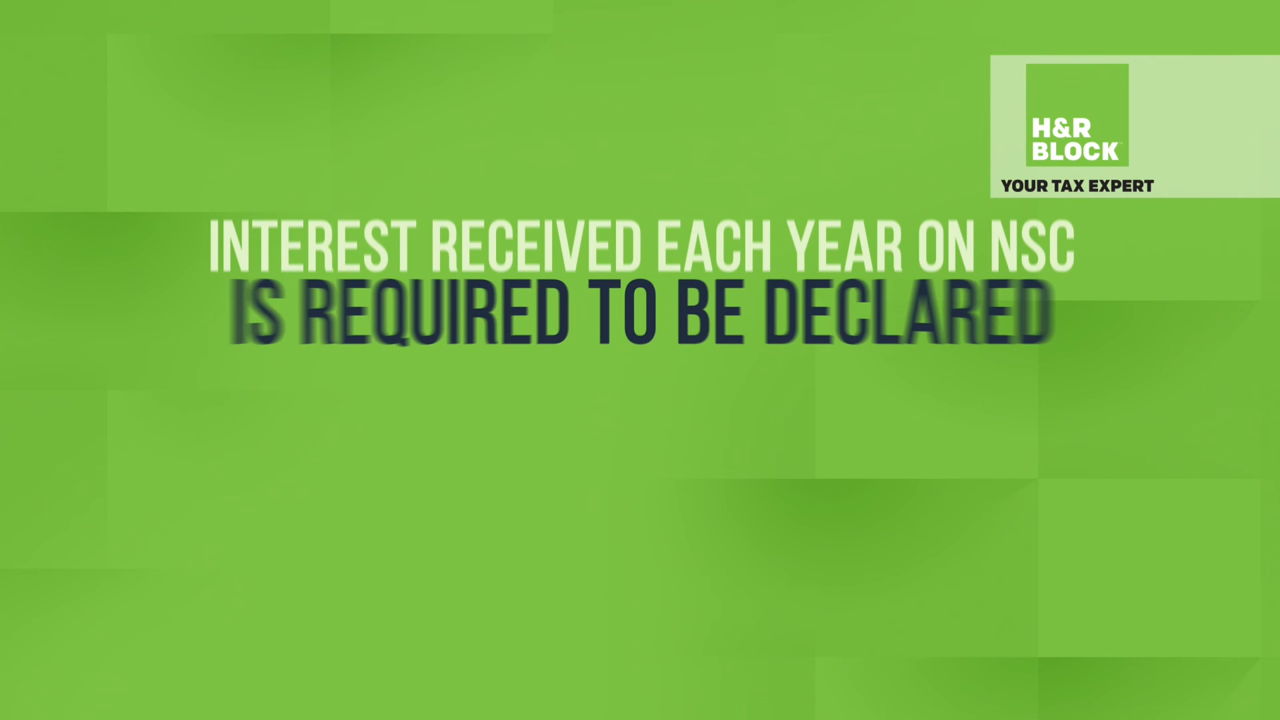 H&R
BLOCK
YOUR TAX EXPERT
INTEREST RECEIVED EACH YEAR ON NSC
IS REQUIRED TO BE DECLARED